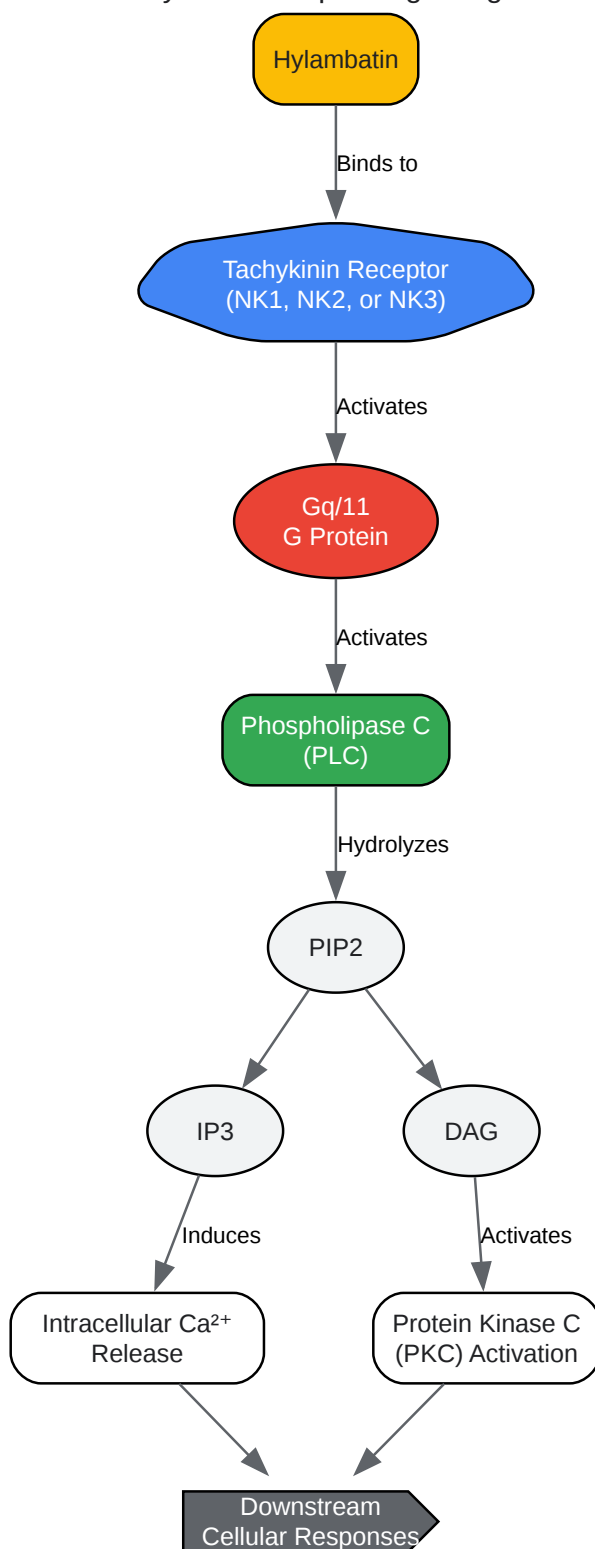 Hylambatin
Binds to
Tachykinin Receptor
(NK1, NK2, or NK3)
Activates
Gq/11
G Protein
Activates
Phospholipase C
(PLC)
Hydrolyzes
PIP2
IP3
DAG
Induces
Activates
Intracellular Ca²⁺
Release
Protein Kinase C
(PKC) Activation
Downstream
Cellular Responses